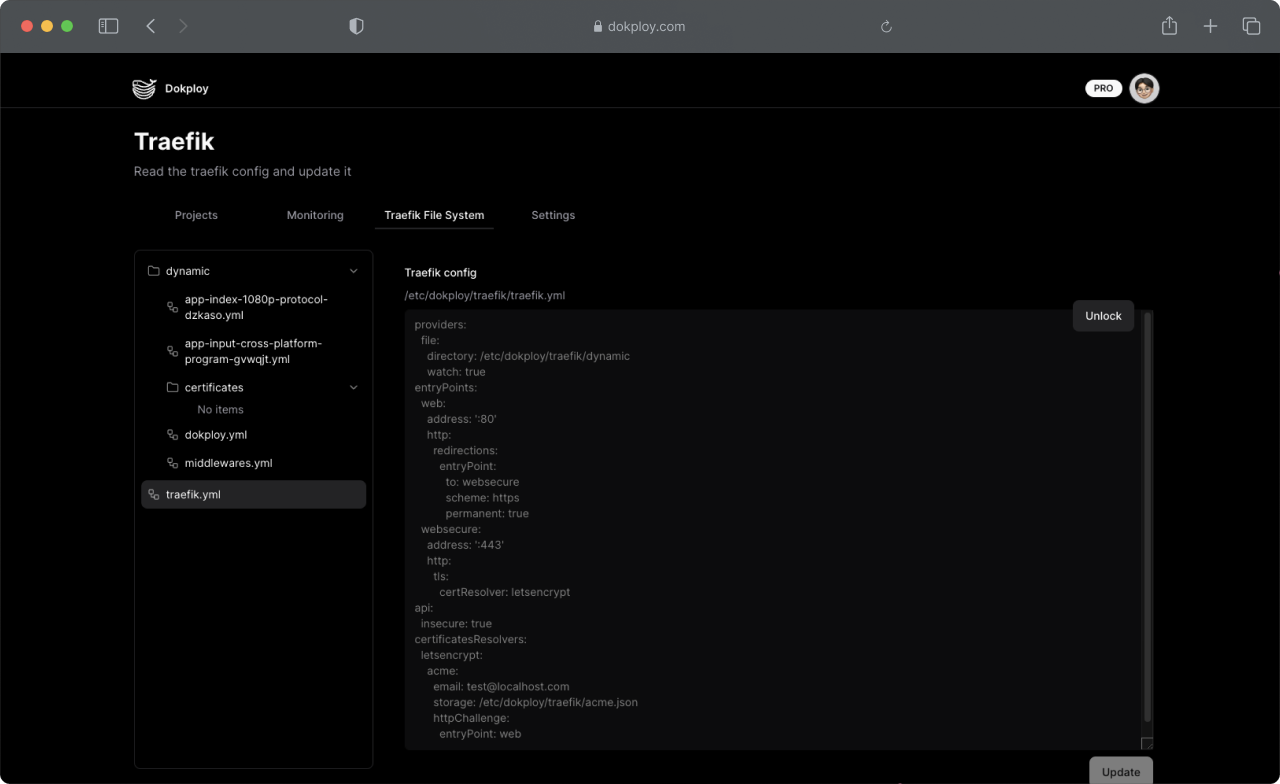 dokploy.com
Dokploy
PRO
Traefik
Read the traefik config and update it
Projects
Monitoring
Traefik File System
Settings
dynamic
app-index-1080p-protocol-
dzkaso.yml
app-input-cross-platform-
program-gvwqjt.yml
certificates
No items
dokploy.yml
middlewares.yml
traefik.yml
Traefik config
/etc/dokploy/traefik/traefik.yml
Unlock
providers:
  file:
    directory: /etc/dokploy/traefik/dynamic
    watch: true
entryPoints:
  web:
    address: ':80'
    http:
      redirections:
        entryPoint:
          to: websecure
          scheme: https
          permanent: true
  websecure:
    address: ':443'
    http:
      tls:
        certResolver: letsencrypt
api:
  insecure: true
certificatesResolvers:
  letsencrypt:
    acme:
      email: test@localhost.com
      storage: /etc/dokploy/traefik/acme.json
      httpChallenge:
        entryPoint: web
Update